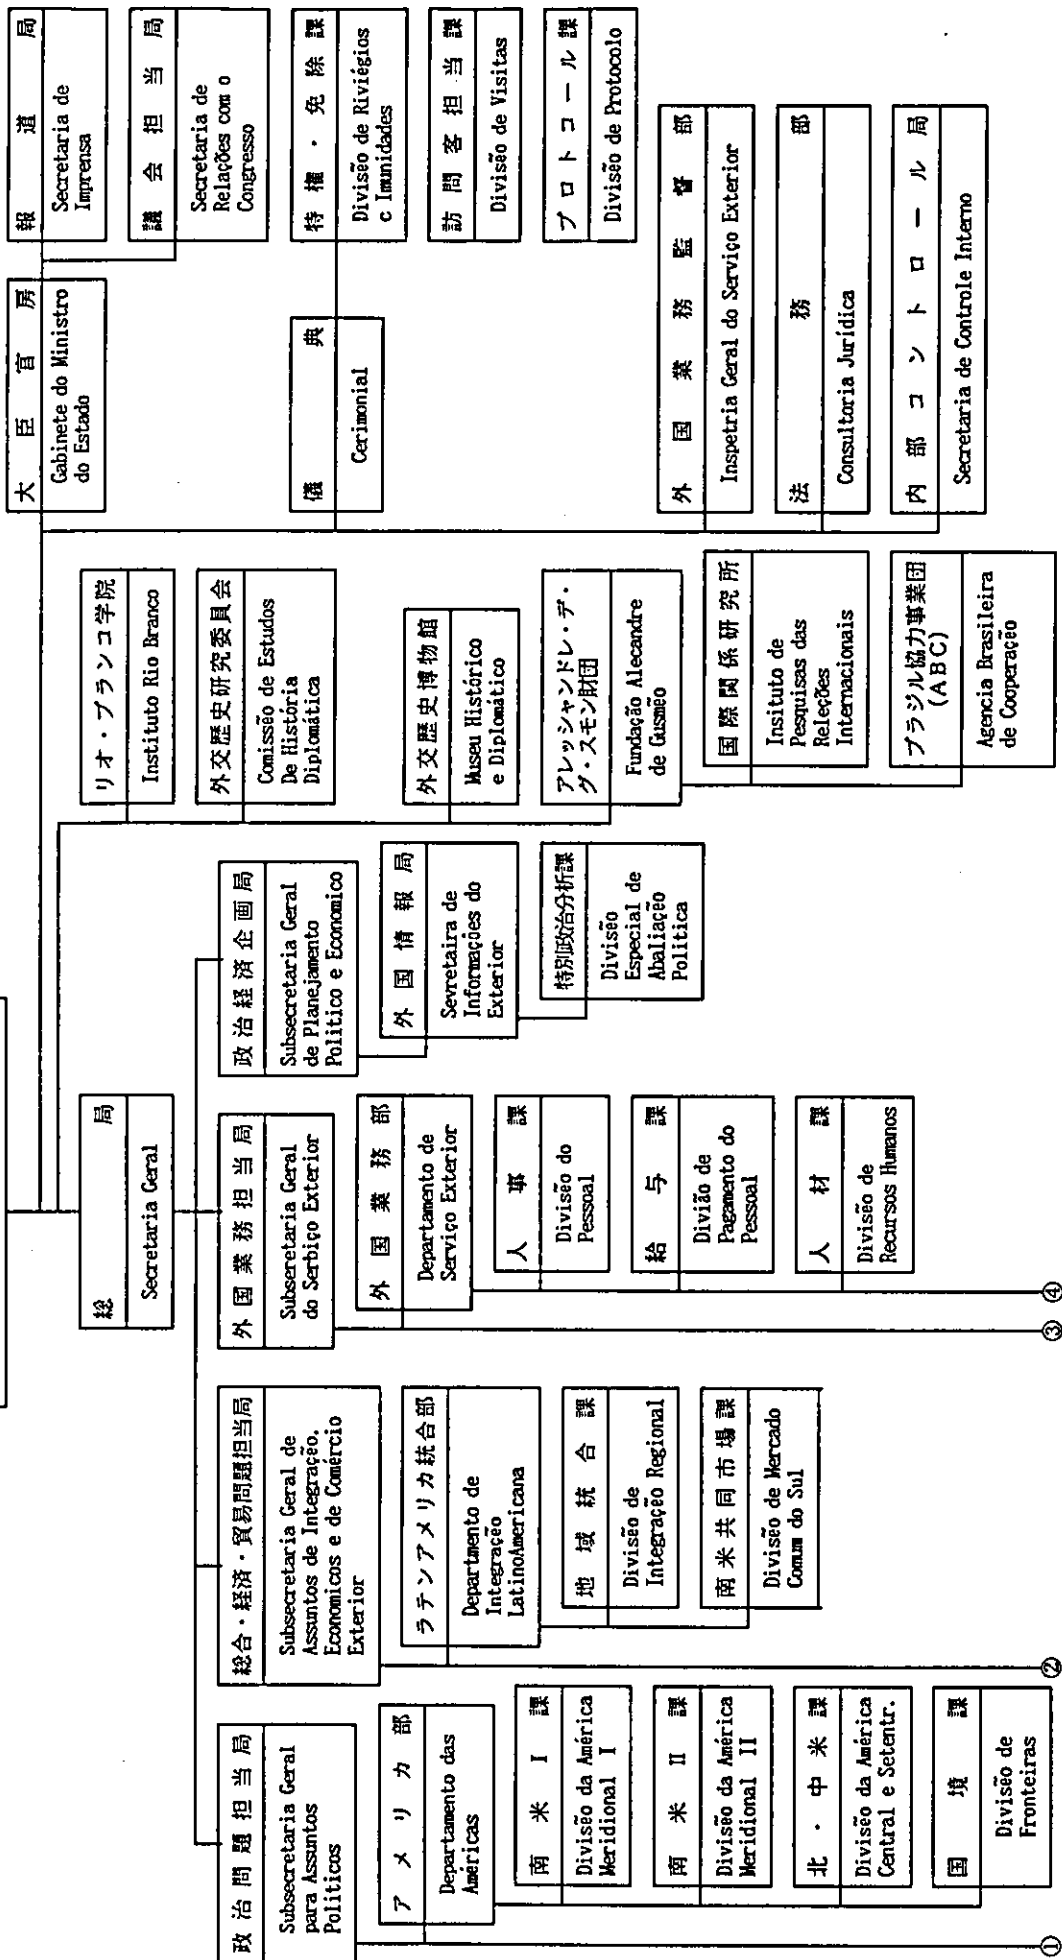 総局
Secretaria Geral
政治問題担当局
Subsecretaria Geral
para Assuntos
Politicos
アメリカ部
Departamento das
Américas
南米I課
Divisão da América
Meridional I
南米II課
Divisão da América
Meridional II
北・中米課
Divisão da América
Central e Setentr.
国境課
Divisão de
Fronteiras
①
総合・経済・貿易問題担当局
Subsecretaria Geral de
Assuntos de Integração,
Economicos e de Comércio
Exterior
ラテンアメリカ統合部
Department de
Integração
LatinoAmericana
地域統合課
Divisão de
Integração Regional
南米共同市場課
Divisão de Mercado
Comum do Sul
②
外国業務担当局
Subseretaria Geral
do Serbiço Exterior
外国業務部
Departamento de
Serviço Exterior
人事課
Divisão do
Pessoal
給与課
Divião de
Pagamento do
Pessoal
人材課
Divisão de
Recursos Humanos
③
④
政治経済企画局
Subsecretaria Geral
de Planejamento
Politico e Economico
外国情報局
Sevretaira de
Informações do
Exterior
特別政治分析課
Divisão
Especial de
Abaliação
Politica
リオ・ブランコ学院
Instituto Rio Branco
外交歴史研究委員会
Comissão de Estudos
De História
Diplomática
外交歴史博物館
Museu Histórico
e Diplomático
アレッシャンドレ・デ・
グ・スモン財団
Fundação Alecandre
de Gusmão
国際関係研究所
Insituto de
Pesquisas das
Releções
Internacionais
ブラジル協力事業団
(ABC)
Agencia Brasileira
de Cooperação
大臣官房
Gabinete do Ministro
do Estado
報道局
Secretaria de
Imprensa
議会担当局
Secretaria de
Relações com o
Congresso
儀典
Cerimonial
特権・免除課
Divisão de Riviégios
c Imunidades
訪問客担当課
Divisão de Visitas
プロトコール課
Divisão de Protocolo
外国業務監督部
Inspetria Geral do Serviço Exterior
法務部
Consultoria Jurídica
内部コントロール局
Secretaria de Controle Interno